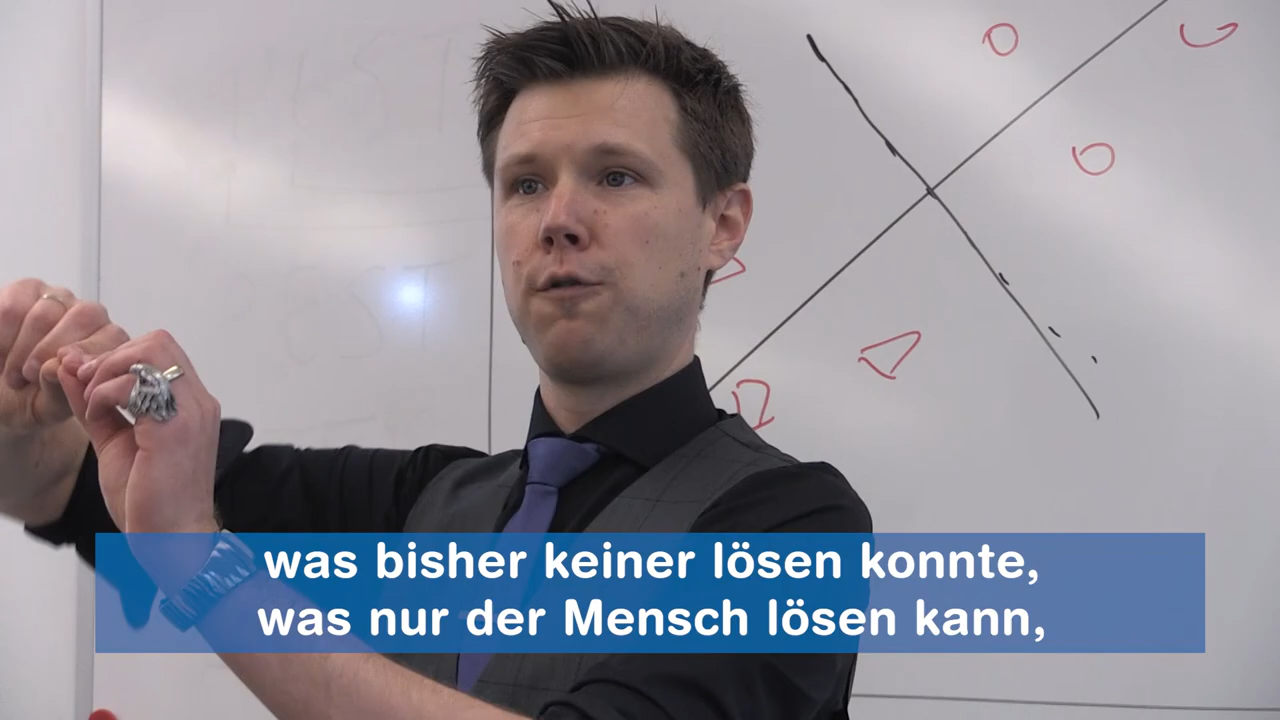 was bisher keiner lösen konnte,
was nur der Mensch lösen kann,